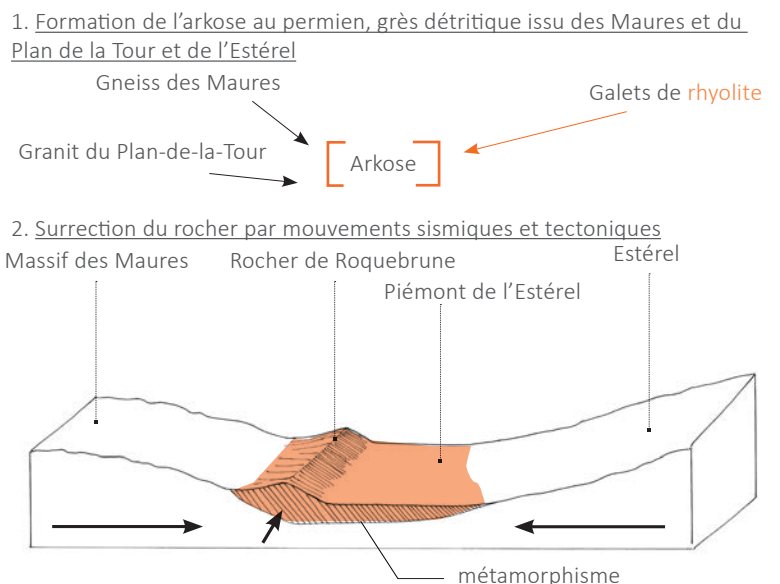 1. Formation de l’arkose au permien, grès détritique issu des Maures et du
Plan de la Tour et de l’Estérel
Gneiss des Maures
Galets de rhyolite
Granit du Plan-de-la-Tour
Arkose
2. Surrection du rocher par mouvements sismiques et tectoniques
Massif des Maures
Rocher de Roquebrune
Estérel
Piémont de l’Estérel
métamorphisme